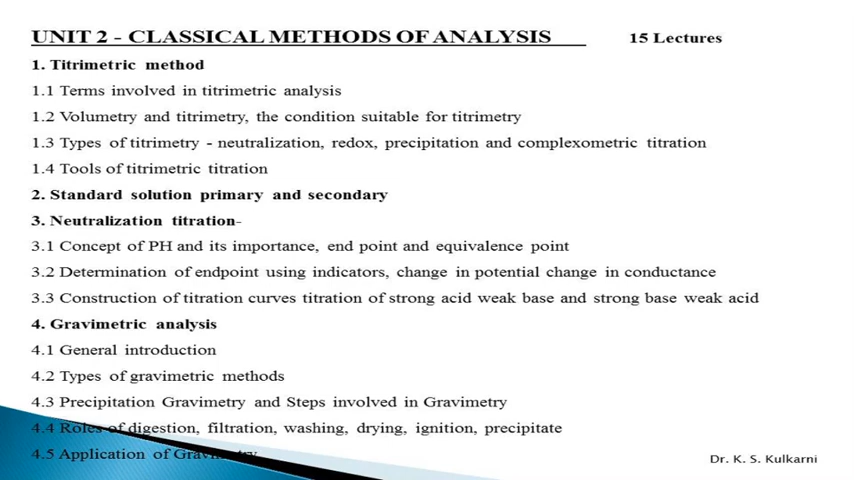 UNIT 2 - CLASSICAL METHODS OF ANALYSIS 15 Lectures
1. Titrimetric method
1.1 Terms involved in titrimetric analysis
1.2 Volumetry and titrimetry, the condition suitable for titrimetry
1.3 Types of titrimetry - neutralization, redox, precipitation and complexometric titration
1.4 Tools of titrimetric titration
2. Standard solution primary and secondary
3. Neutralization titration-
3.1 Concept of PH and its importance, end point and equivalence point
3.2 Determination of endpoint using indicators, change in potential change in conductance
3.3 Construction of titration curves titration of strong acid weak base and strong base weak acid
4. Gravimetric analysis
4.1 General introduction
4.2 Types of gravimetric methods
4.3 Precipitation Gravimetry and Steps involved in Gravimetry
4.4 Roles of digestion, filtration, washing, drying, ignition, precipitate
4.5 Application of Gravimetry
Dr. K. S. Kulkarni